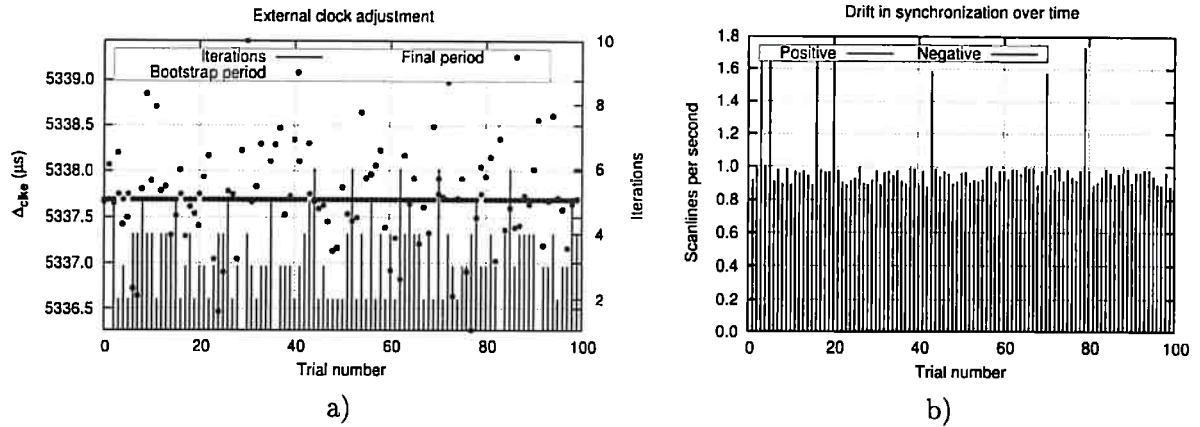 External clock adjustment
Iterations
Final period
Bootstrap period
5339.0
5338.5
5338.0
5337.5
5337.0
5336.5
Δclke (µs)
10
8
6
4
2
Iterations
0 20 40 60 80 100
Trial number
a)
Drift in synchronization over time
Positive
Negative
1.8
1.6
1.4
1.2
1.0
0.8
0.6
0.4
0.2
0.0
Scanlines per second
0 20 40 60 80 100
Trial number
b)